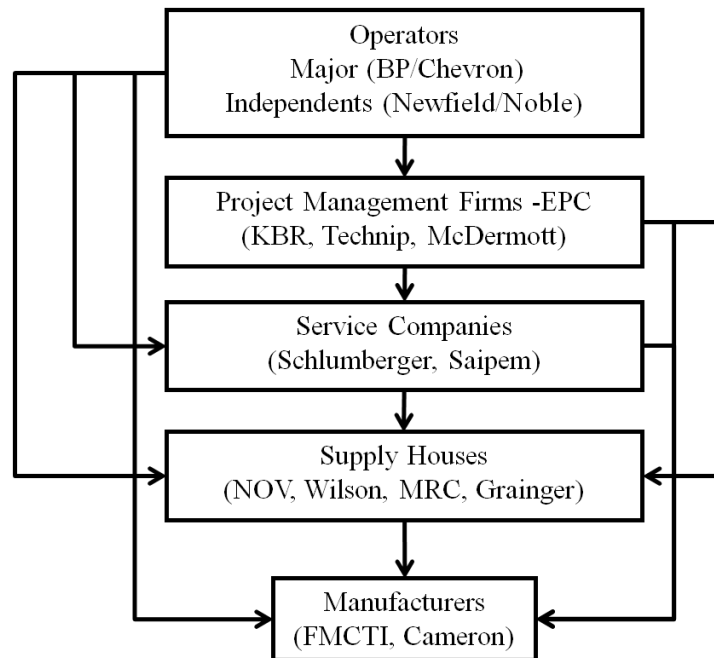 Operators
Major (BP/Chevron)
Independents (Newfield/Noble)
Project Management Firms -EPC
(KBR, Technip, McDermott)
Service Companies
(Schlumberger, Saipem)
Supply Houses
(NOV, Wilson, MRC, Grainger)
Manufacturers
(FMCTI, Cameron)